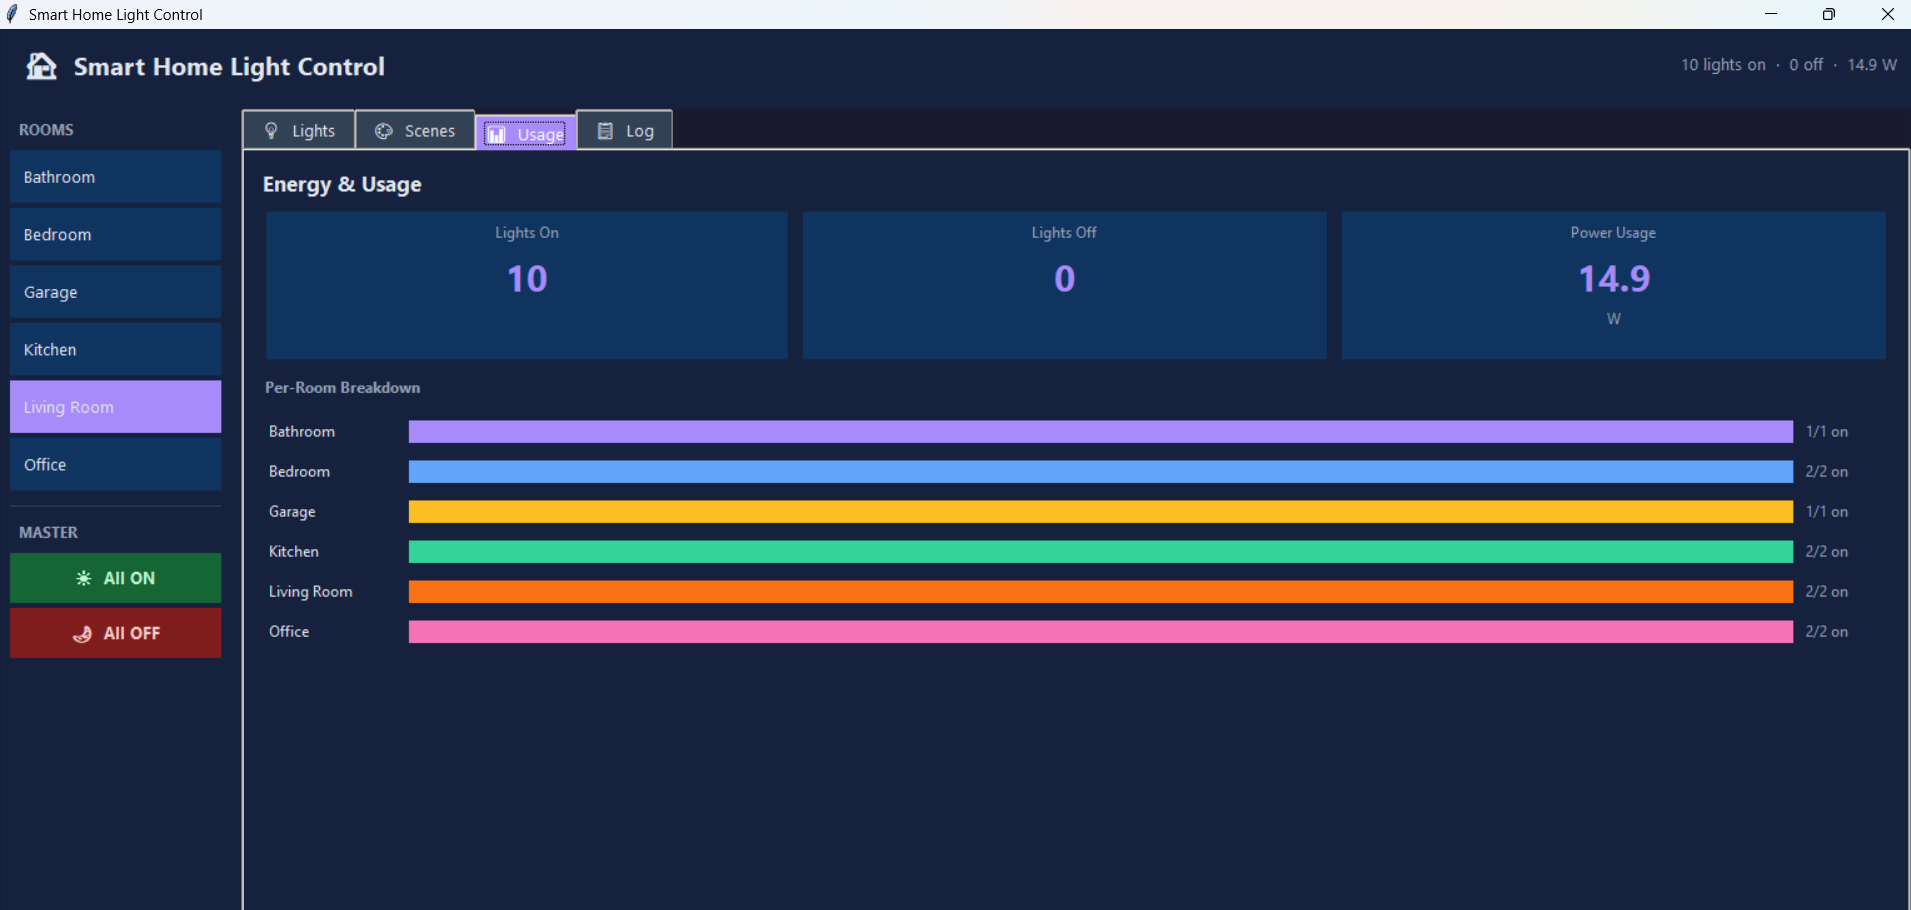 Smart Home Light Control
Smart Home Light Control
10 lights on · 0 off · 14.9 W
ROOMS
Bathroom
Bedroom
Garage
Kitchen
Living Room
Office
MASTER
All ON
All OFF
Lights
Scenes
Usage
Log
Energy & Usage
Lights On
10
Lights Off
0
Power Usage
14.9
W
Per-Room Breakdown
Bathroom 1/1 on
Bedroom 2/2 on
Garage 1/1 on
Kitchen 2/2 on
Living Room 2/2 on
Office 2/2 on